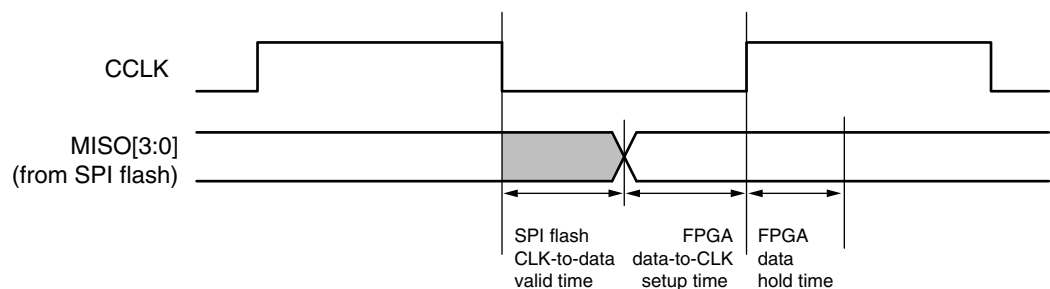 CCLK
MISO[3:0]
(from SPI flash)
SPI flash
CLK-to-data
valid time
FPGA
data-to-CLK
setup time
FPGA
data
hold time